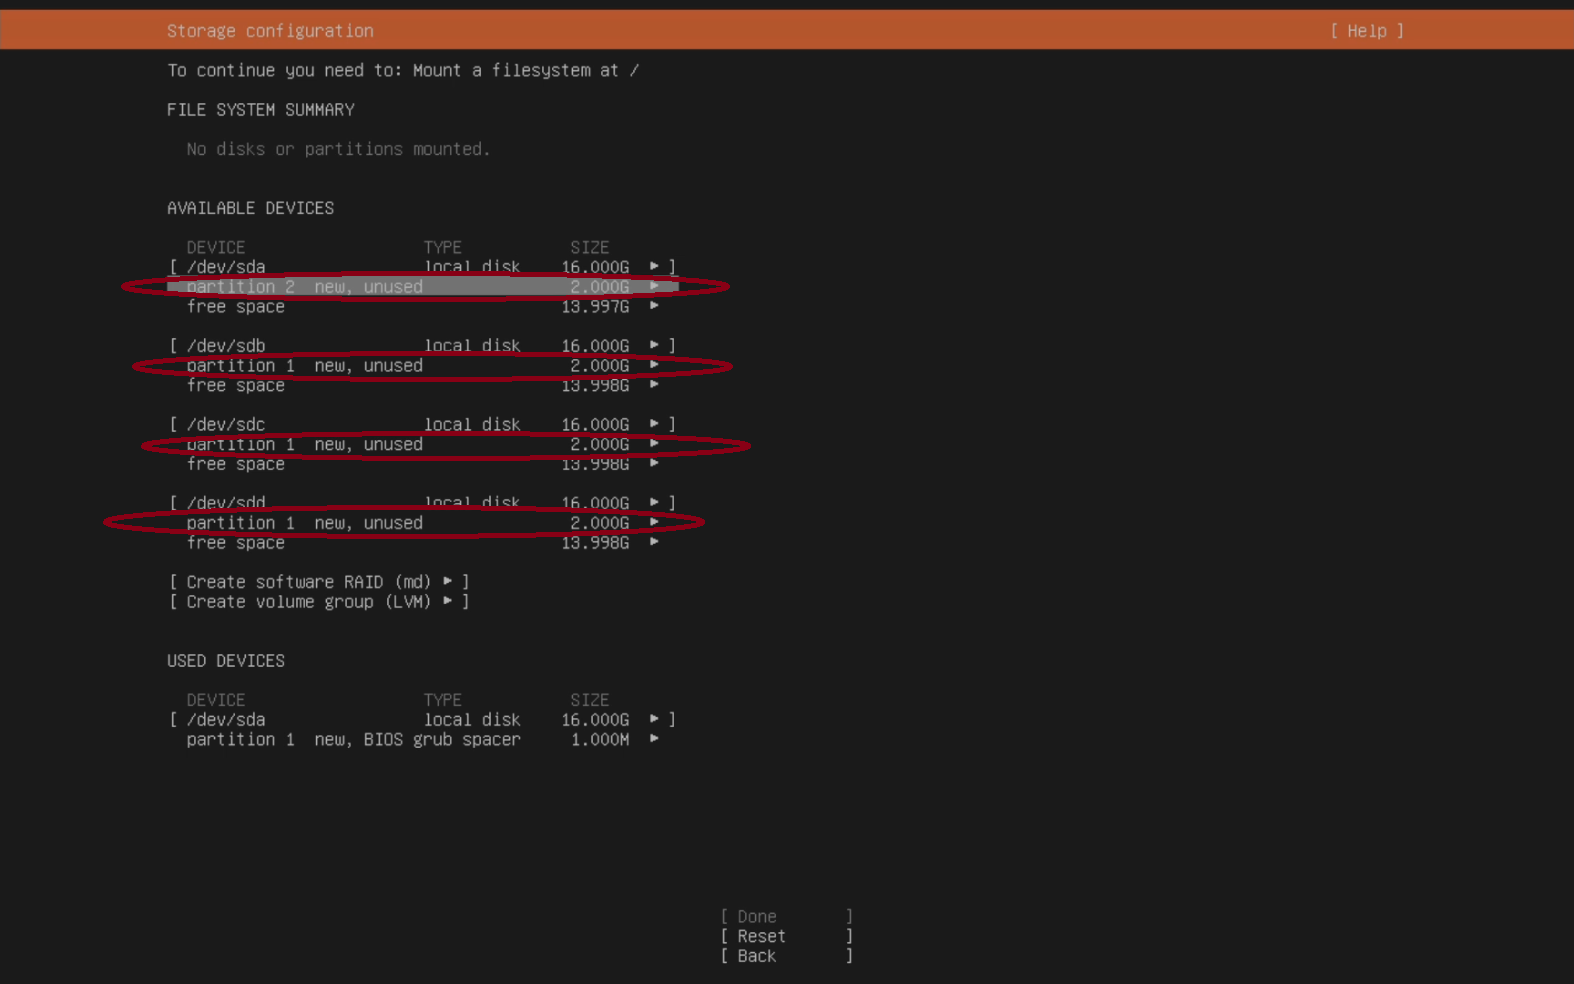 Storage configuration [ Help ]
To continue you need to: Mount a filesystem at /
FILE SYSTEM SUMMARY
No disks or partitions mounted.
AVAILABLE DEVICES
DEVICE TYPE SIZE
[ /dev/sda local disk 16.000G ▸ ]
partition 2 new, unused 2.000G ▸
free space 13.997G ▸
[ /dev/sdb local disk 16.000G ▸ ]
partition 1 new, unused 2.000G ▸
free space 13.998G ▸
[ /dev/sdc local disk 16.000G ▸ ]
partition 1 new, unused 2.000G ▸
free space 13.998G ▸
[ /dev/sdd local disk 16.000G ▸ ]
partition 1 new, unused 2.000G ▸
free space 13.998G ▸
[ Create software RAID (md) ▸ ]
[ Create volume group (LVM) ▸ ]
USED DEVICES
DEVICE TYPE SIZE
[ /dev/sda local disk 16.000G ▸ ]
partition 1 new, BIOS grub spacer 1.000M ▸
[ Done ]
[ Reset ]
[ Back ]